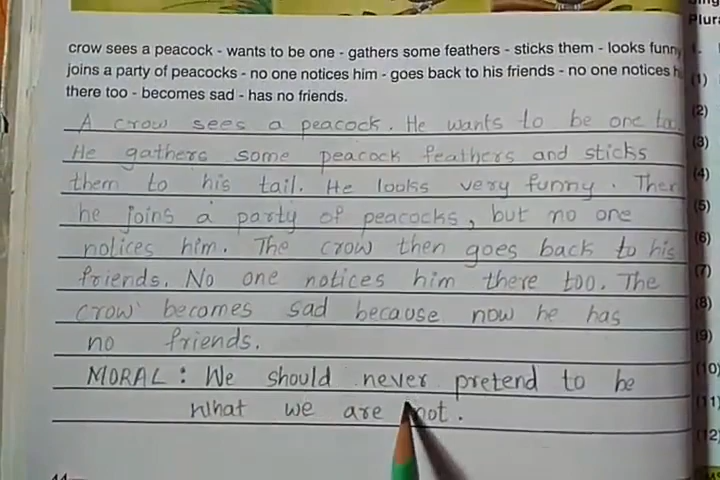 crow sees a peacock - wants to be one - gathers some feathers - sticks them - looks funny
joins a party of peacocks - no one notices him - goes back to his friends - no one notices h
there too - becomes sad - has no friends.
A crow sees a peacock. He wants to be one too.
He gathers some peacock feathers and sticks
them to his tail. He looks very funny. Then
he joins a party of peacocks, but no one
notices him. The crow then goes back to his
friends. No one notices him there too. The
crow becomes sad because now he has
no friends.
MORAL: We should never pretend to be
what we are not.
44
Plur
1.
(1)
(2)
(3)
(4)
(5)
(6)
(7)
(8)
(9)
(10)
(11)
(12)